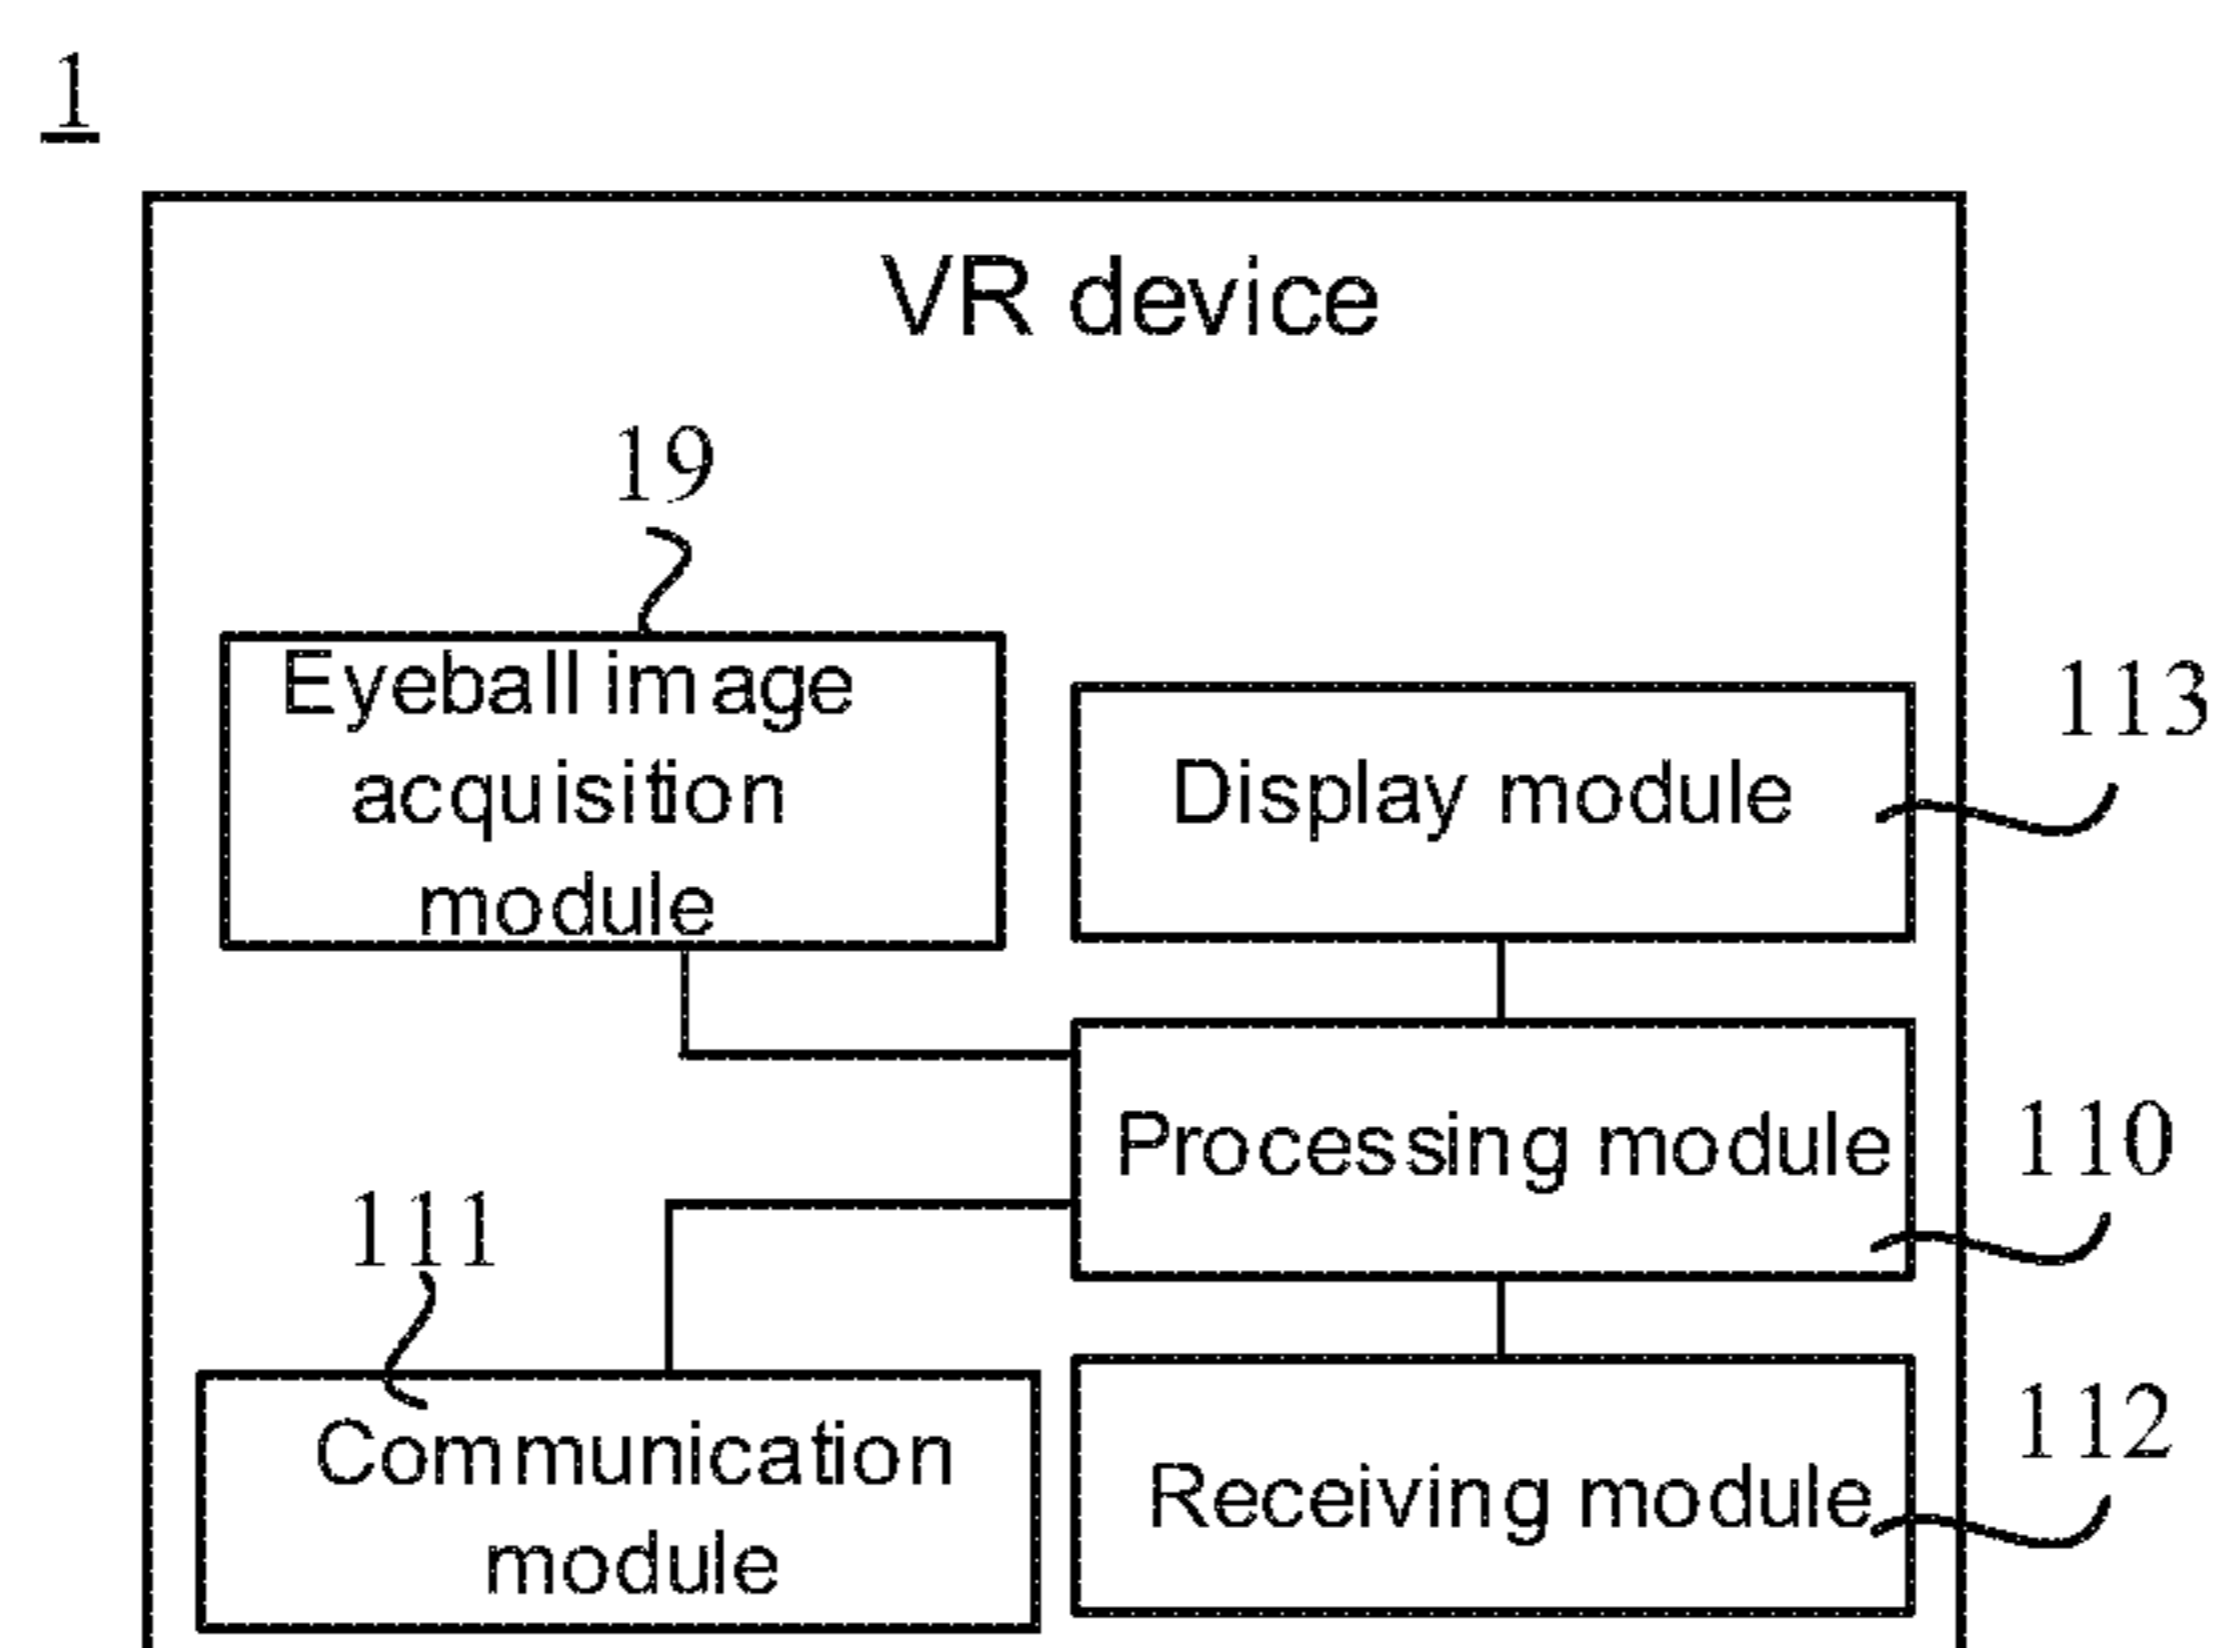 1
VR device
19
Eyeball image
acquisition
module
113
Display module
110
Processing module
111
Communication
module
112
Receiving module